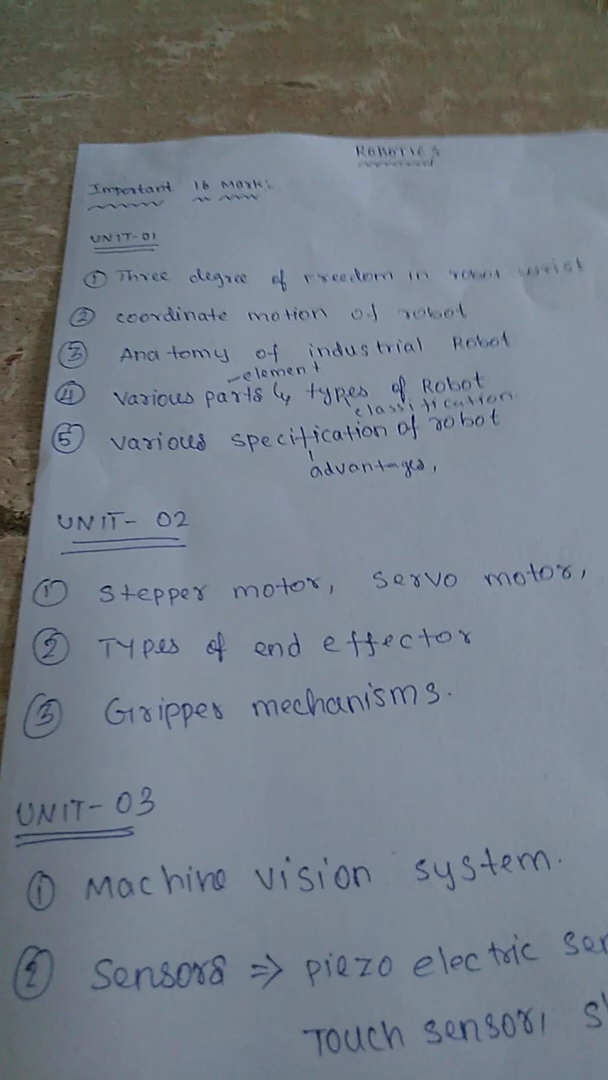 ROBOTICS
Important 16 Mark:
UNIT-01
① Three degree of Freedom in robot wrist
② coordinate motion of robot
③ Anatomy of industrial Robot
- element
④ Various parts & types of Robot
classification
⑤ various specification of robot
advantages,
UNIT- 02
① Stepper motor, servo motor,
② Types of end effector
③ Gripper mechanisms.
UNIT- 03
① Machine vision system.
② Sensors ⇒ piezo electric
Touch sensor,